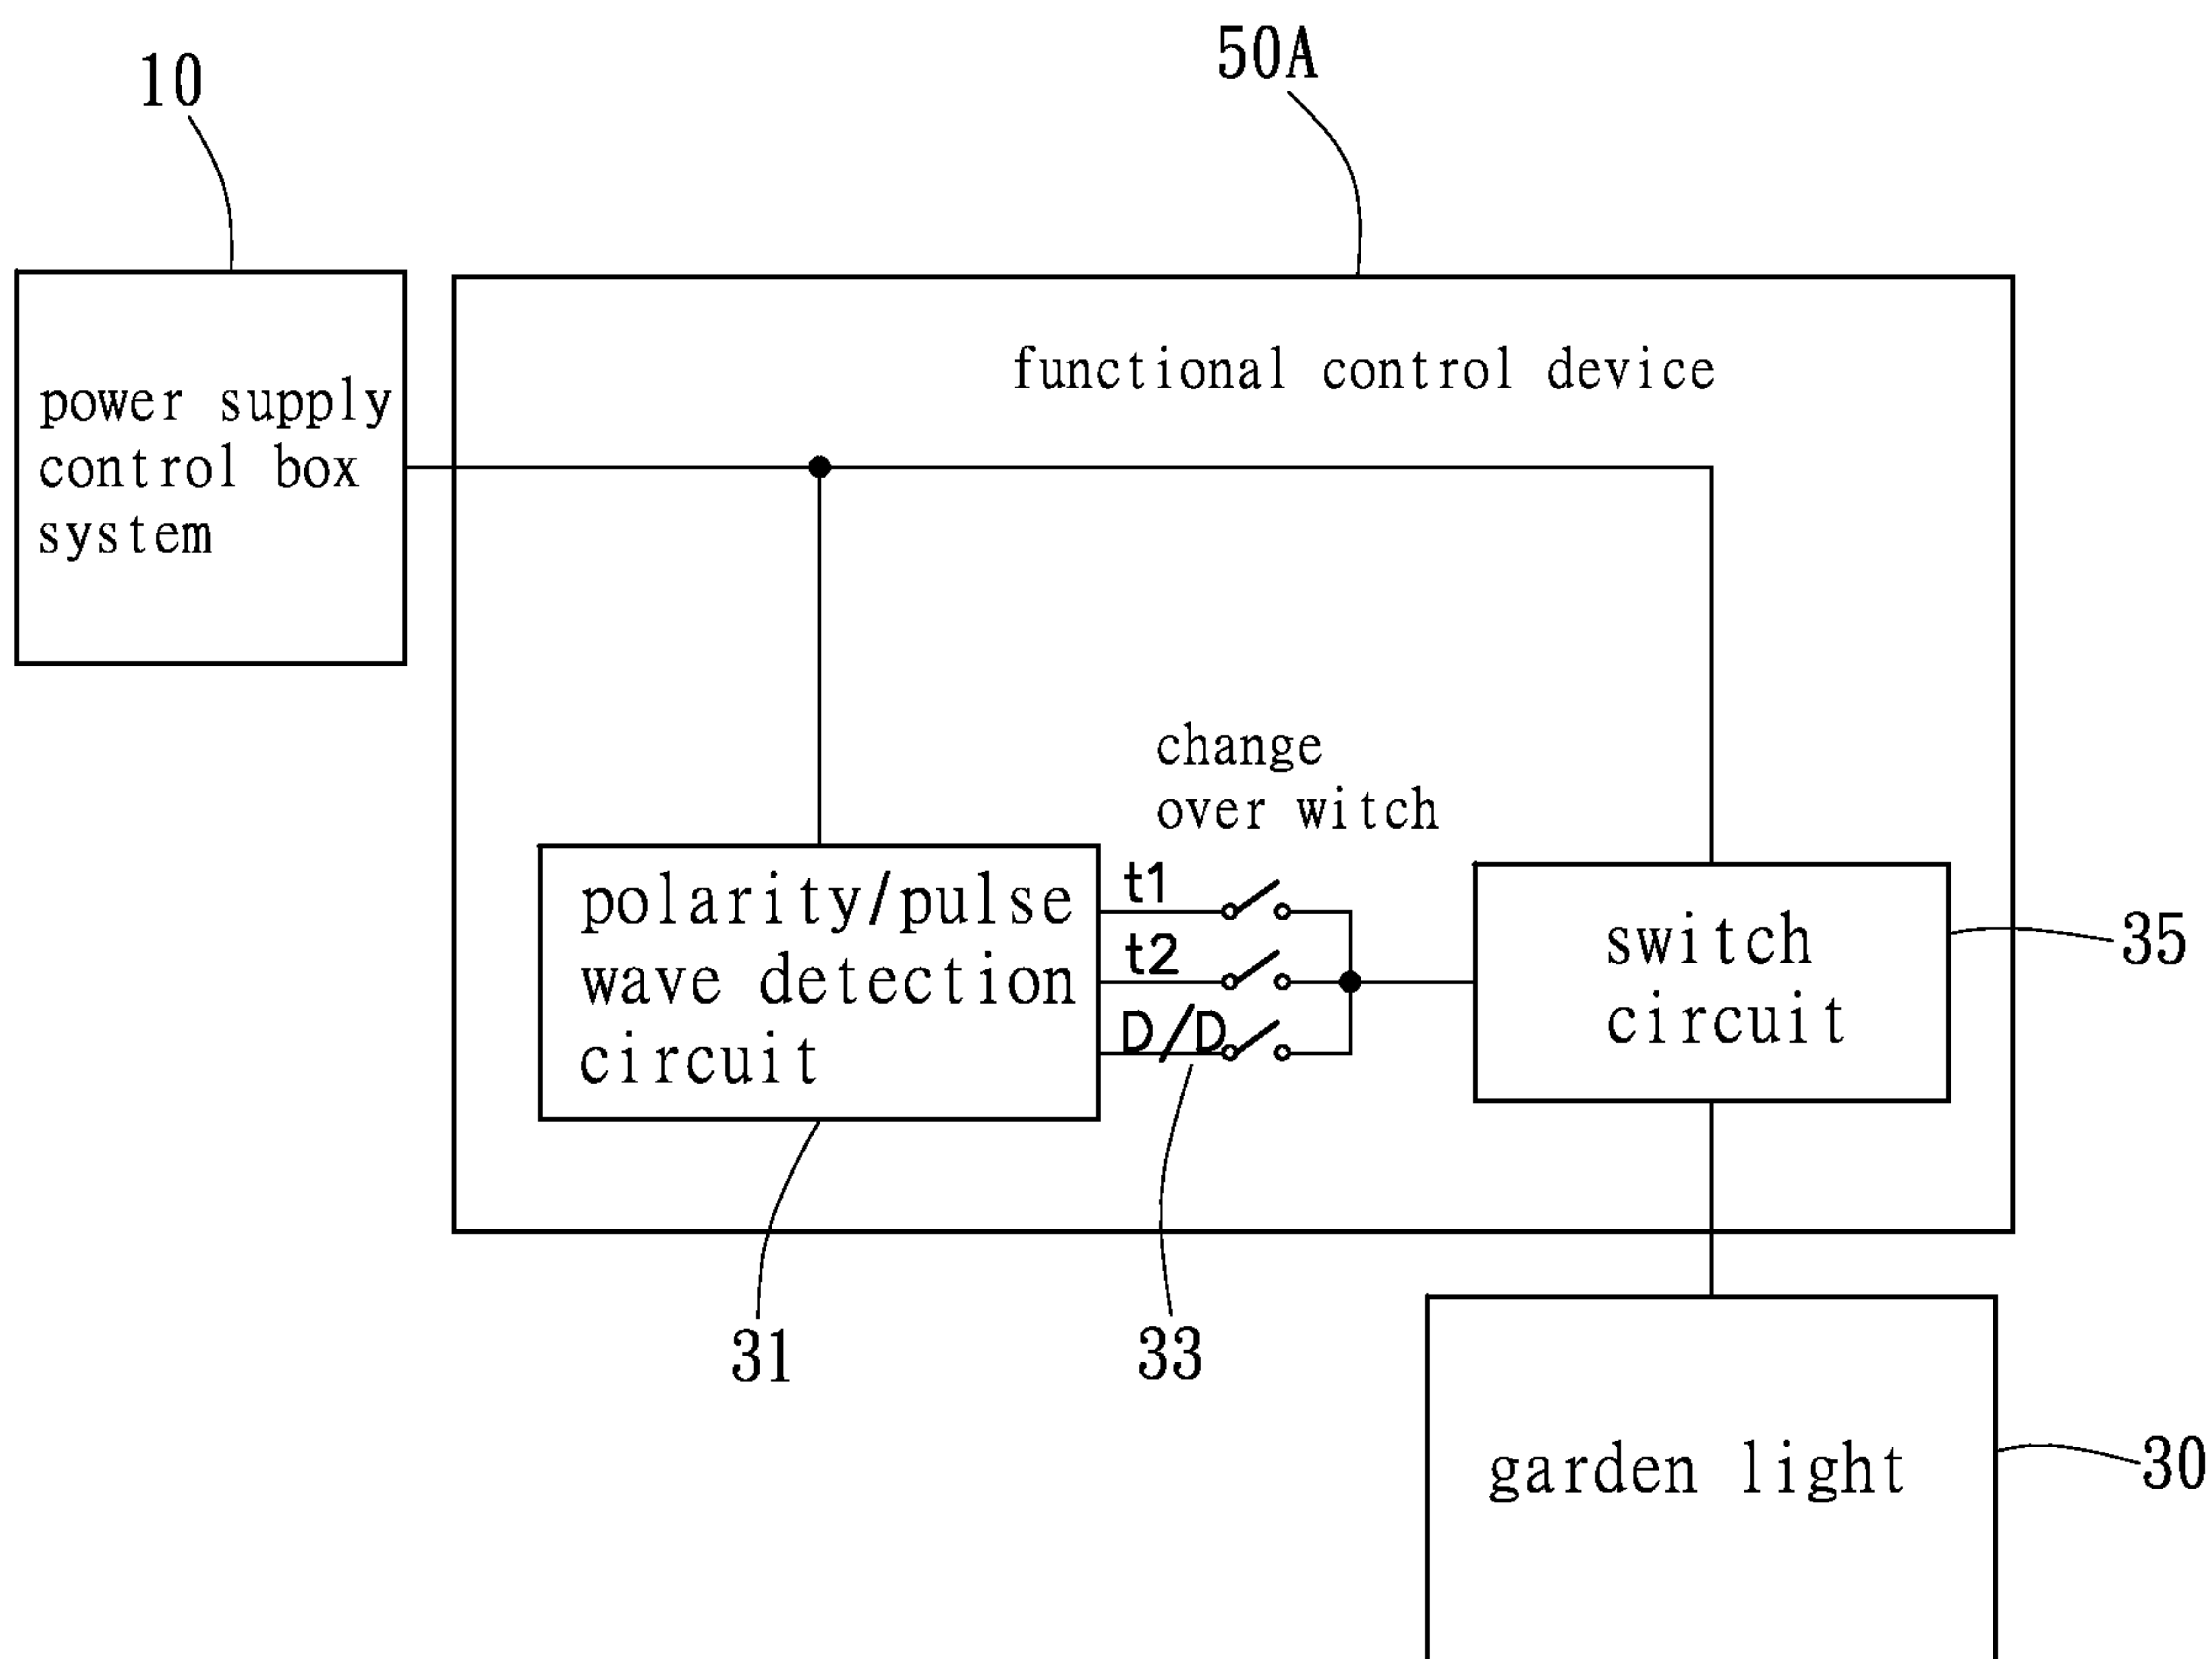 10
50A
power supply
control box
system
functional control device
change
over witch
polarity/pulse
wave detection
circuit
t1
t2
D/D
switch
circuit
35
31
33
garden light
30